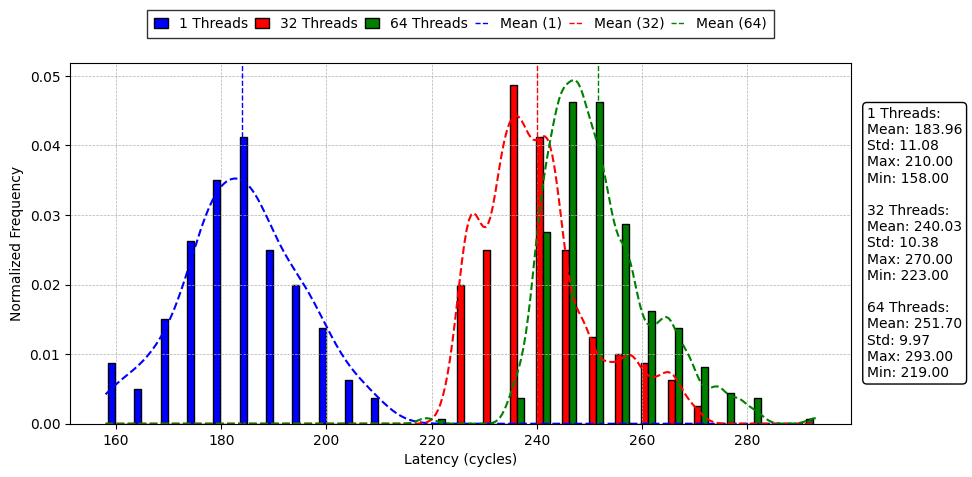 1 Threads 32 Threads 64 Threads Mean (1) Mean (32) Mean (64)
0.05
0.04
0.03
0.02
0.01
0.00
Normalized Frequency
160 180 200 220 240 260 280
Latency (cycles)
1 Threads:
Mean: 183.96
Std: 11.08
Max: 210.00
Min: 158.00
32 Threads:
Mean: 240.03
Std: 10.38
Max: 270.00
Min: 223.00
64 Threads:
Mean: 251.70
Std: 9.97
Max: 293.00
Min: 219.00